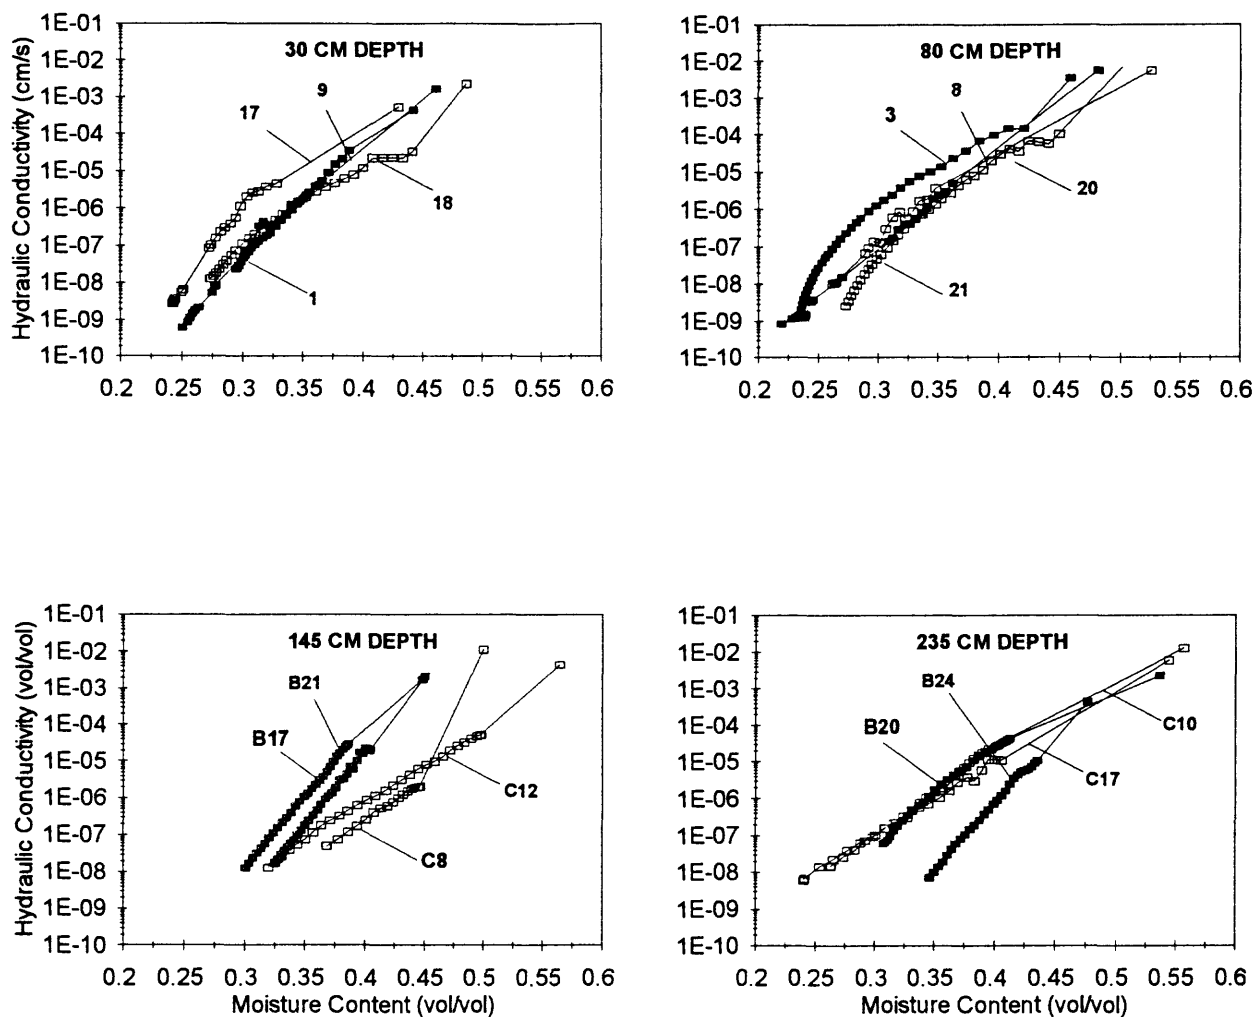 Hydraulic Conductivity (cm/s)
1E-01
1E-02
1E-03
1E-04
1E-05
1E-06
1E-07
1E-08
1E-09
1E-10
30 CM DEPTH
17
9
18
1
0.2 0.25 0.3 0.35 0.4 0.45 0.5 0.55 0.6
1E-01
1E-02
1E-03
1E-04
1E-05
1E-06
1E-07
1E-08
1E-09
1E-10
80 CM DEPTH
3
8
20
21
0.2 0.25 0.3 0.35 0.4 0.45 0.5 0.55 0.6
Hydraulic Conductivity (vol/vol)
1E-01
1E-02
1E-03
1E-04
1E-05
1E-06
1E-07
1E-08
1E-09
1E-10
145 CM DEPTH
B21
B17
C12
C8
0.2 0.25 0.3 0.35 0.4 0.45 0.5 0.55 0.6
Moisture Content (vol/vol)
1E-01
1E-02
1E-03
1E-04
1E-05
1E-06
1E-07
1E-08
1E-09
1E-10
235 CM DEPTH
B24
B20
C10
C17
0.2 0.25 0.3 0.35 0.4 0.45 0.5 0.55 0.6
Moisture Content (vol/vol)